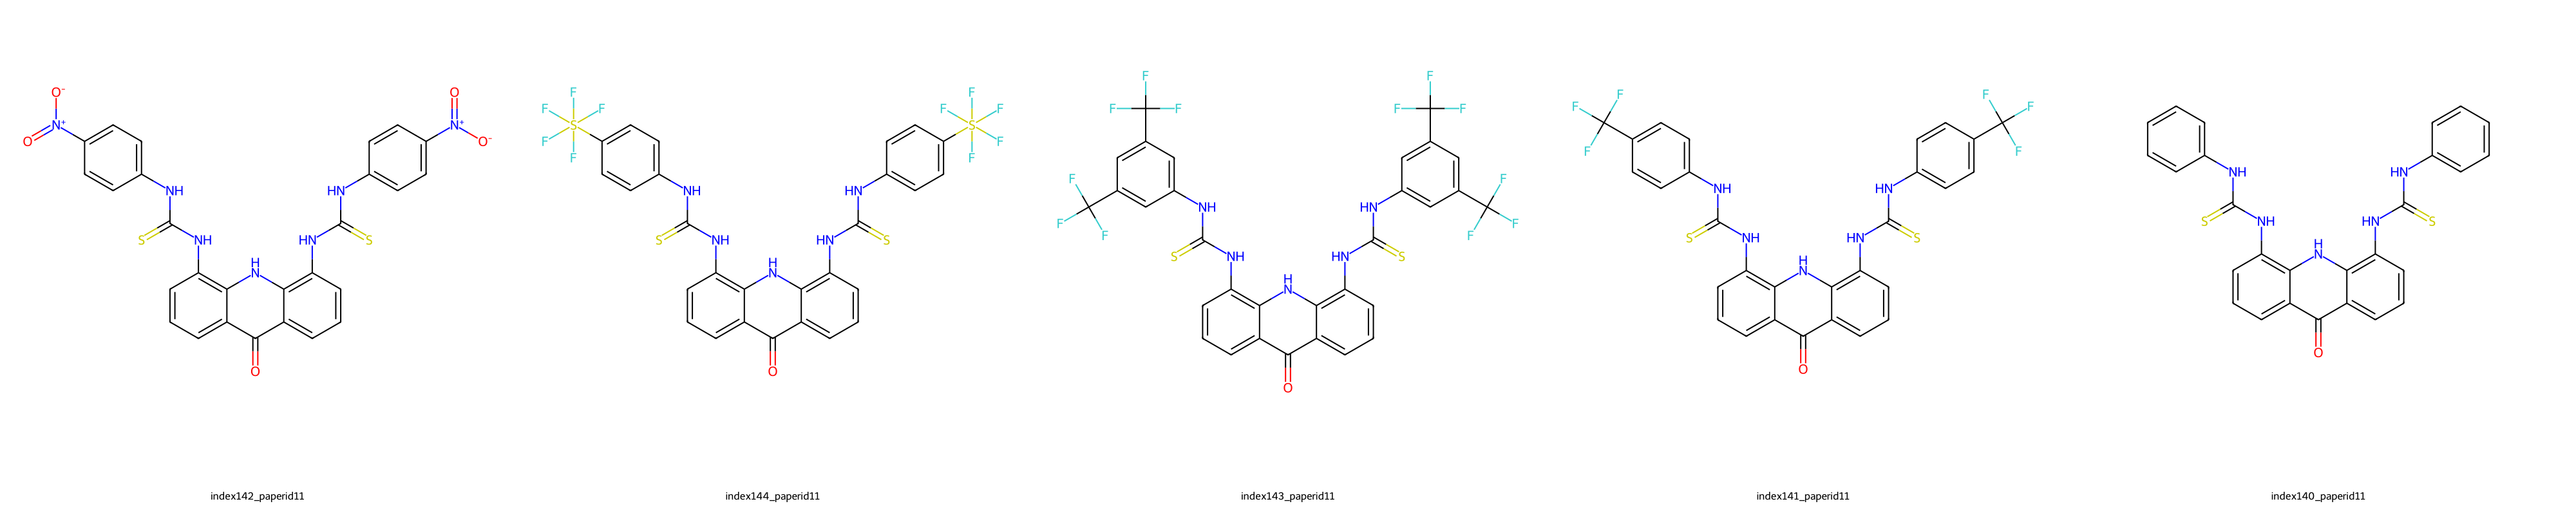 index142_paperid11
index144_paperid11
index143_paperid11
index141_paperid11
index140_paperid11
O⁻
N⁺
O
NH
S
NH
H
N
O
HN
S
HN
O
N⁺
O⁻
F
F
F
F
F
S
NH
S
NH
H
N
O
HN
S
HN
F
F
F
F
F
S
F
F
F
F
F
F
NH
S
NH
H
N
O
HN
S
HN
F
F
F
F
F
F
F
F
F
NH
S
NH
H
N
O
HN
S
HN
F
F
F
NH
S
NH
H
N
O
HN
S
HN